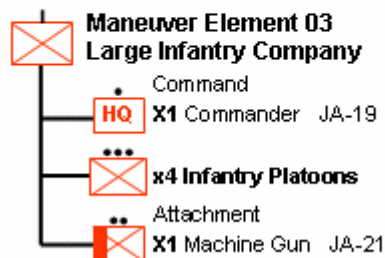 Maneuver Element 03
Large Infantry Company
Command
HQ X1 Commander JA-19
x4 Infantry Platoons
Attachment
X1 Machine Gun JA-21